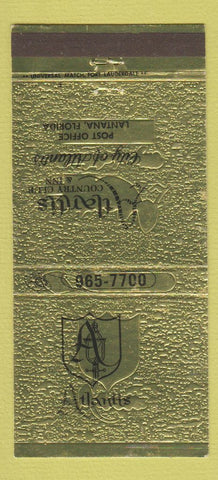 UNIVERSAL MATCH, FORT LAUDERDALE
Atlantis
COUNTRY CLUB
& INN
City of Atlantis
POST OFFICE
LANTANA, FLORIDA
965-7700
A
Atlantis